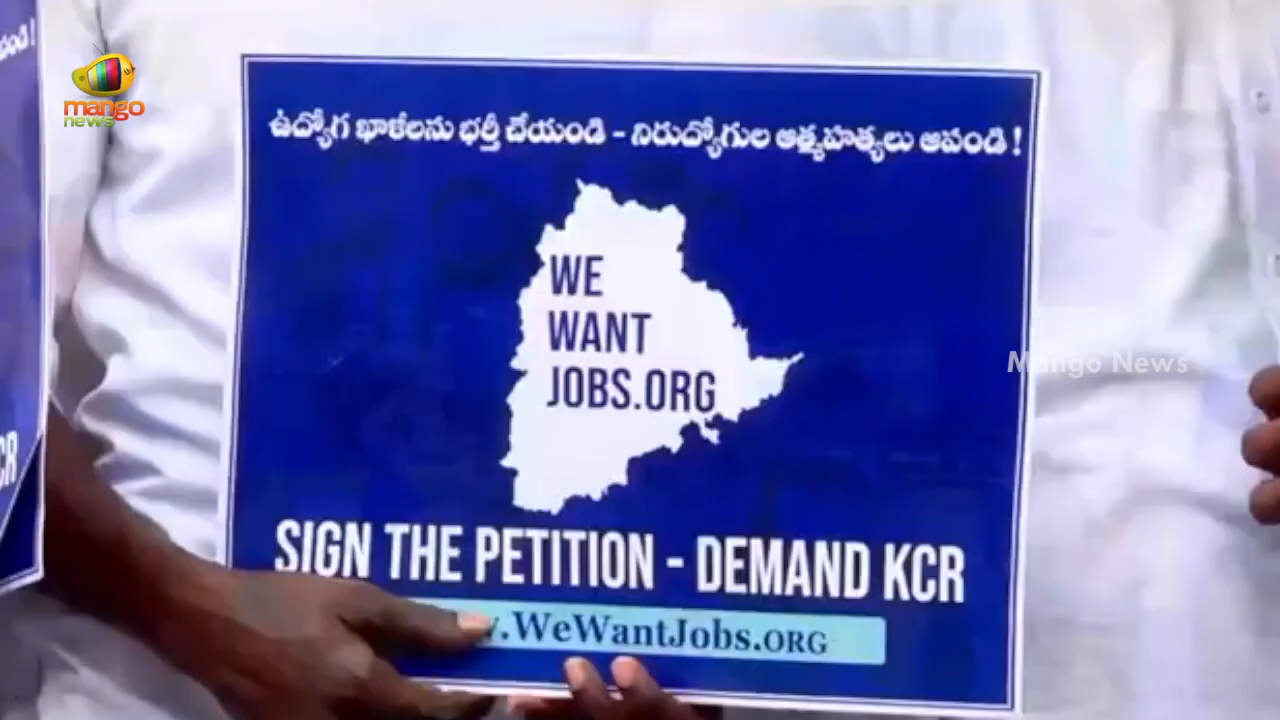 mango
news
ఉద్యోగ ఖాళీలను భర్తీ చేయండి - నిరుద్యోగుల ఆత్మహత్యలు ఆపండి !
WE
WANT
JOBS.ORG
Mango News
SIGN THE PETITION - DEMAND KCR
CR
.WeWantJobs.ORG